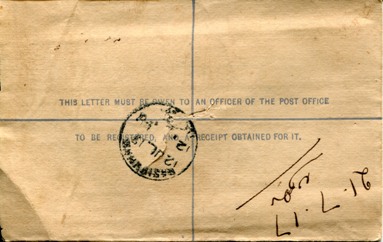 THIS LETTER MUST BE GIVEN TO AN OFFICER OF THE POST OFFICE
TO BE REGISTERED, AND A RECEIPT OBTAINED FOR IT.
21.7.17